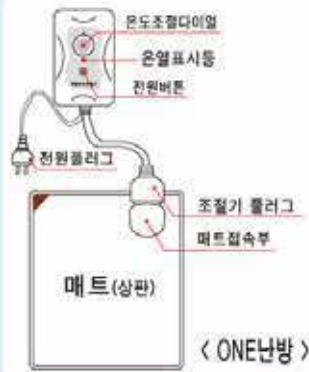 온도조절다이얼
온열표시등
전원버튼
전원플러그
조절기 플러그
매트접속부
매트(상판)
< ONE난방 >